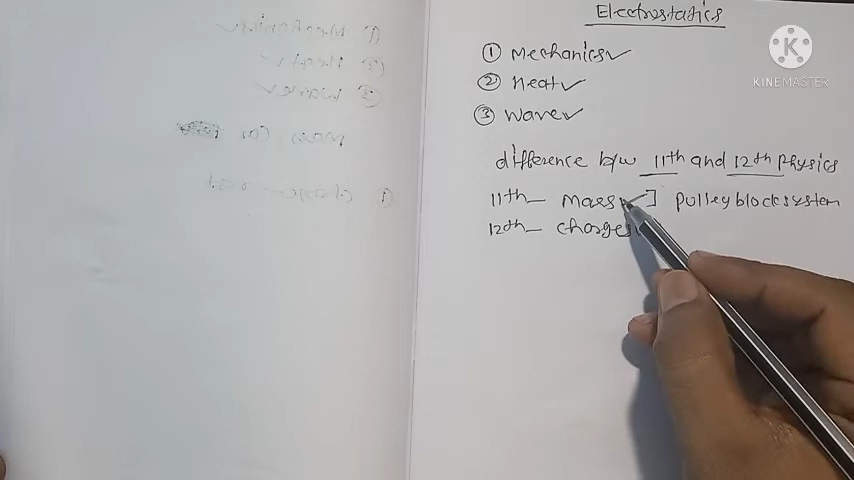 Electrostatics
① Mechanics✓
② Heat✓
③ Wave✓
difference b/w 11th and 12th Physics
11th — Mass✓] Pulley block system
12th — Charges
K
KINEMASTER